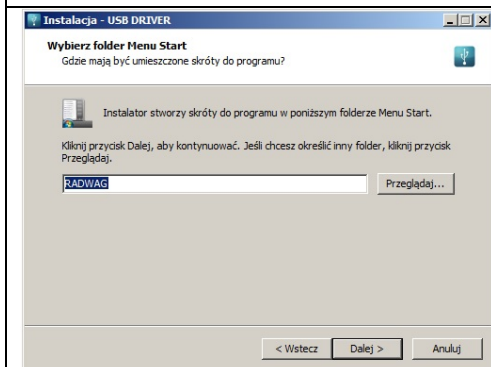 Instalacja - USB DRIVER
Wybierz folder Menu Start
Gdzie mają być umieszczone skróty do programu?
Instalator stworzy skróty do programu w poniższym folderze Menu Start.
Kliknij przycisk Dalej, aby kontynuować. Jeśli chcesz określić inny folder, kliknij przycisk
Przeglądaj.
RADWAG
Przeglądaj...
< Wstecz
Dalej >
Anuluj